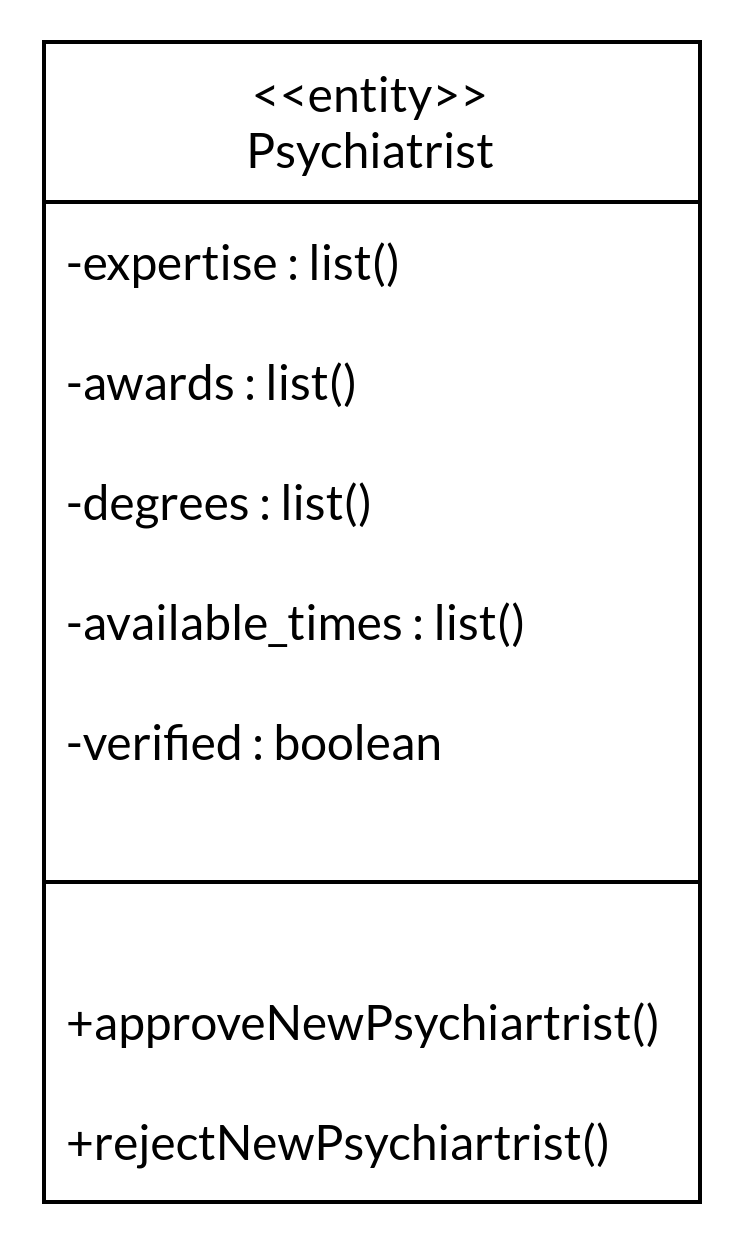 <<entity>>
Psychiatrist
-expertise : list()
-awards : list()
-degrees : list()
-available_times : list()
-verified : boolean
+approveNewPsychiartrist()
+rejectNewPsychiartrist()